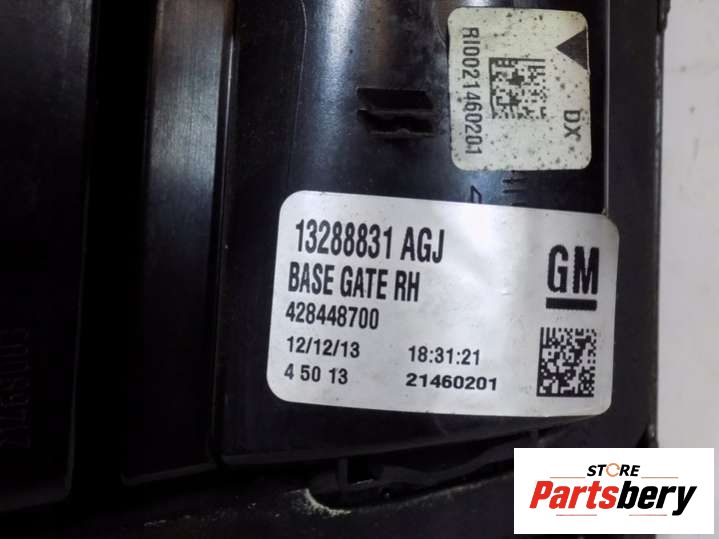 RI0021460201
DX
13288831 AGJ
GM
BASE GATE RH
428448700
12/12/13 18:31:21
4 50 13 21460201
STORE
Partsbery